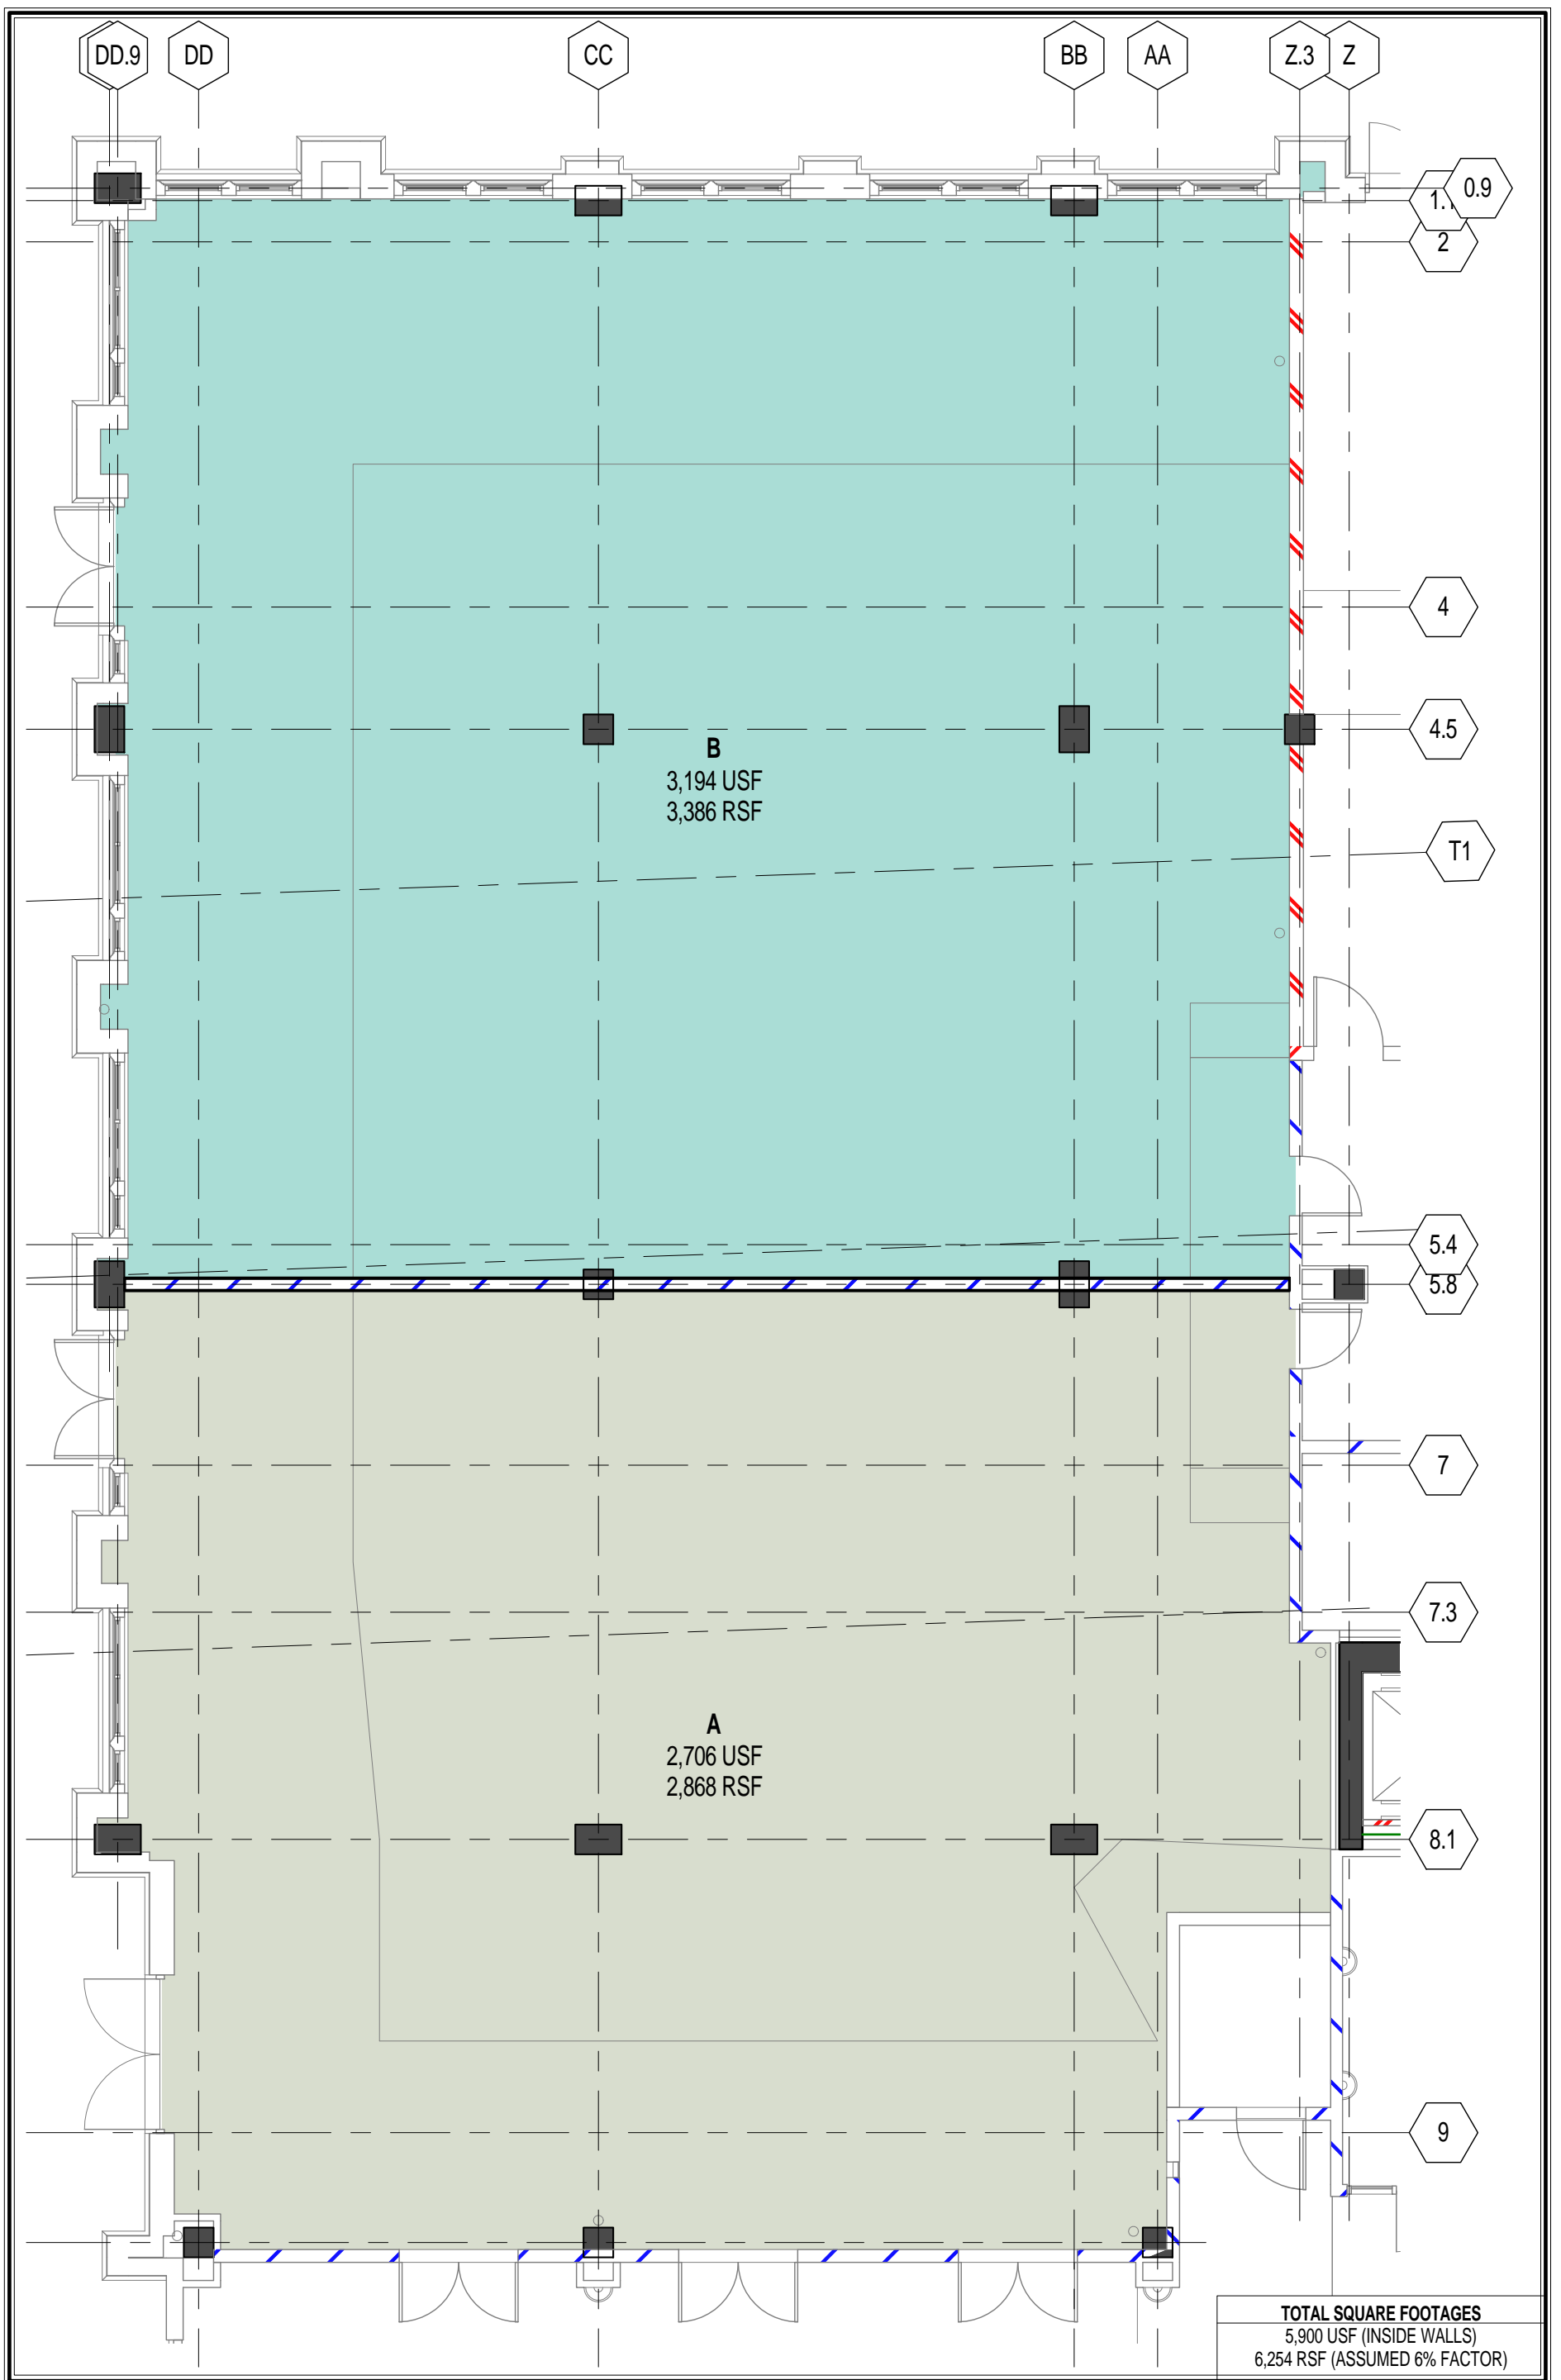 DD.9
DD
CC
BB
AA
Z.3
Z
0.9
2
4
4.5
B
3,194 USF
3,386 RSF
T1
5.4
5.8
7
7.3
A
2,706 USF
2,868 RSF
8.1
9
TOTAL SQUARE FOOTAGES
5,900 USF (INSIDE WALLS)
6,254 RSF (ASSUMED 6% FACTOR)